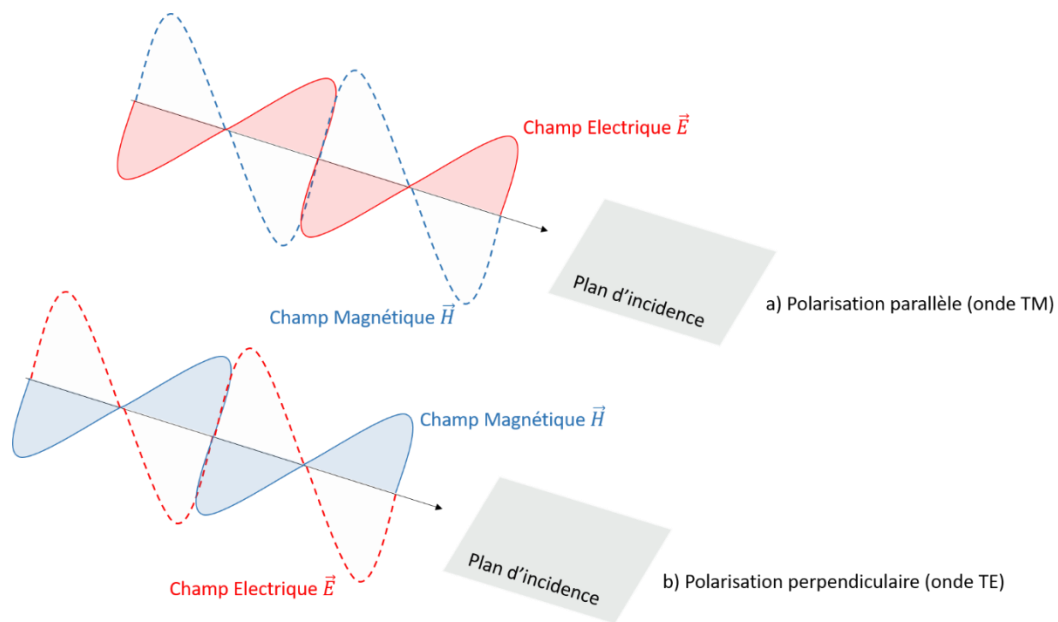 Champ Electrique E⃗
Plan d’incidence
a) Polarisation parallèle (onde TM)
Champ Magnétique H⃗
Champ Magnétique H⃗
Plan d’incidence
b) Polarisation perpendiculaire (onde TE)
Champ Electrique E⃗